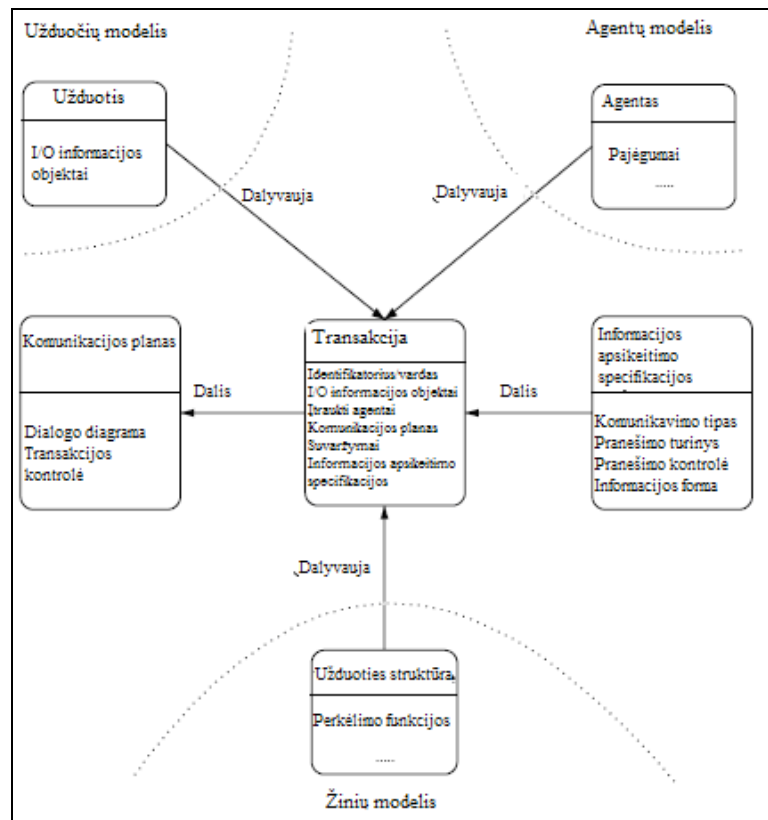 Užduočių modelis
Agentų modelis
Užduotis
I/O informacijos
objektai
Agentas
Pajėgumai
.....
Dalyvauja
Dalyvauja
Komunikacijos planas
Dialogo diagrama
Transakcijos
kontrolė
Dalis
Transakcija
Identifikatorius/vardas
I/O informacijos objektai
Įtraukti agentai
Komunikacijos planas
Suvaržymai
Informacijos apsikeitimo
specifikacijos
Dalis
Informacijos
apsikeitimo
specifikacijos
Komunikavimo tipas
Pranešimo turinys
Pranešimo kontrolė
Informacijos forma
Dalyvauja
Užduoties struktūra
Perkėlimo funkcijos
.....
Žinių modelis